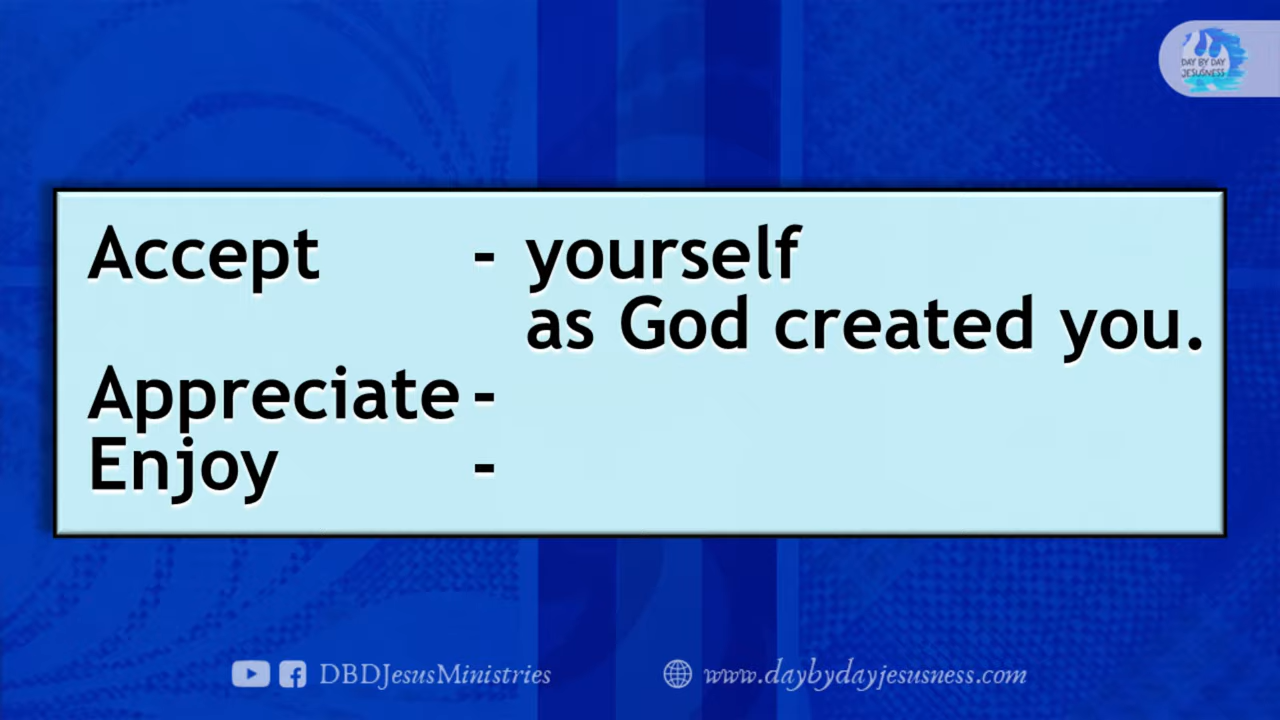 DAY BY DAY
JESUSNESS
Accept - yourself
as God created you.
Appreciate -
Enjoy -
DBDJesusMinistries
www.daybydayjesusness.com